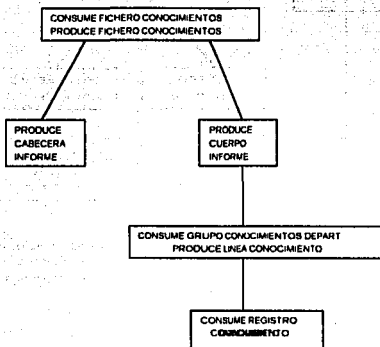 CONSUME FICHERO CONOCIMIENTOS
PRODUCE FICHERO CONOCIMIENTOS
PRODUCE
CABECERA
INFORME
PRODUCE
CUERPO
INFORME
CONSUME GRUPO CONOCIMIENTOS DEPART
PRODUCE LINEA CONOCIMIENTO
CONSUME REGISTRO